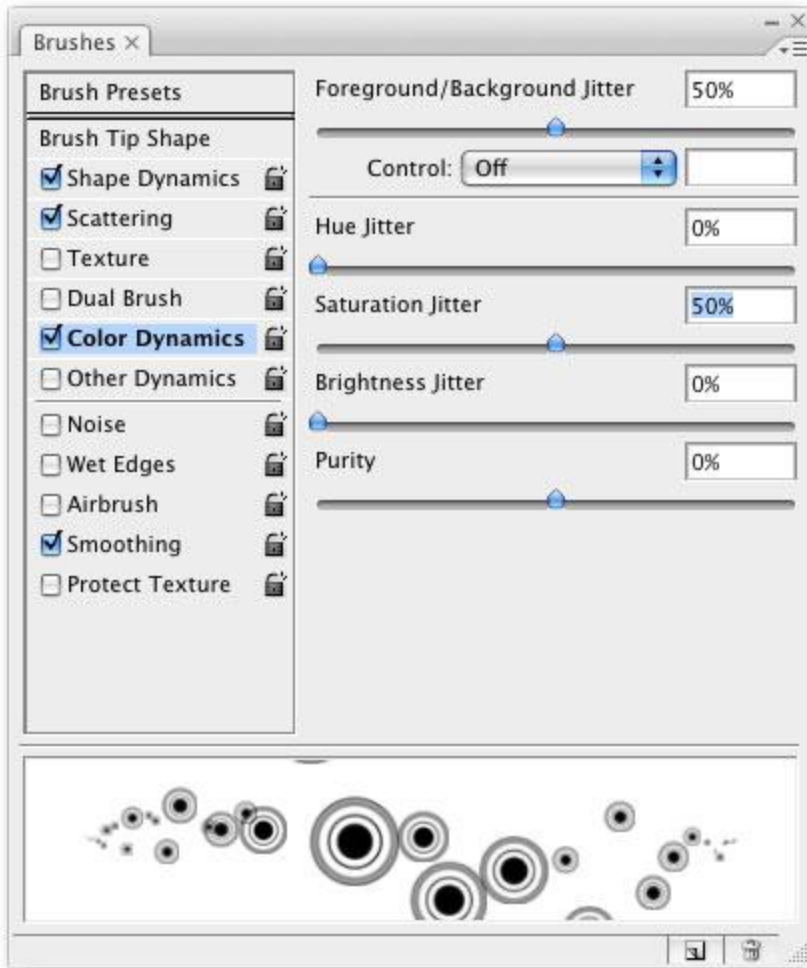 Brushes ×
Brush Presets
Brush Tip Shape
Shape Dynamics
Scattering
Texture
Dual Brush
Color Dynamics
Other Dynamics
Noise
Wet Edges
Airbrush
Smoothing
Protect Texture
Foreground/Background Jitter 50%
Control: Off
Hue Jitter 0%
Saturation Jitter 50%
Brightness Jitter 0%
Purity 0%